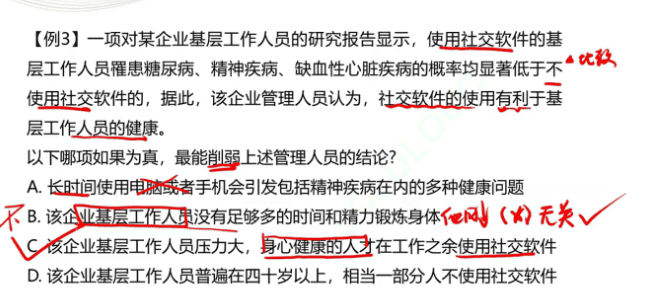 【例3】一项对某企业基层工作人员的研究报告显示，使用社交软件的基
层工作人员罹患糖尿病、精神疾病、缺血性心脏疾病的概率均显著低于不 比较
使用社交软件的，据此，该企业管理人员认为，社交软件的使用有利于基
层工作人员的健康。
以下哪项如果为真，最能削弱上述管理人员的结论？
A. 长时间使用电脑或者手机会引发包括精神疾病在内的多种健康问题
B. 该企业基层工作人员没有足够多的时间和精力锻炼身体 (X) 无关
不
C. 该企业基层工作人员压力大，身心健康的人才在工作之余使用社交软件
D. 该企业基层工作人员普遍在四十岁以上，相当一部分人不使用社交软件